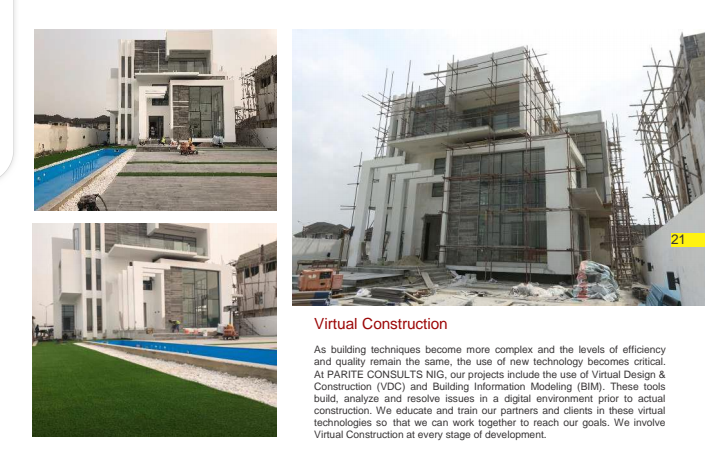 21
Virtual Construction
As building techniques become more complex and the levels of efficiency
and quality remain the same, the use of new technology becomes critical.
At PARITE CONSULTS NIG, our projects include the use of Virtual Design &
Construction (VDC) and Building Information Modeling (BIM). These tools
build, analyze and resolve issues in a digital environment prior to actual
construction. We educate and train our partners and clients in these virtual
technologies so that we can work together to reach our goals. We involve
Virtual Construction at every stage of development.